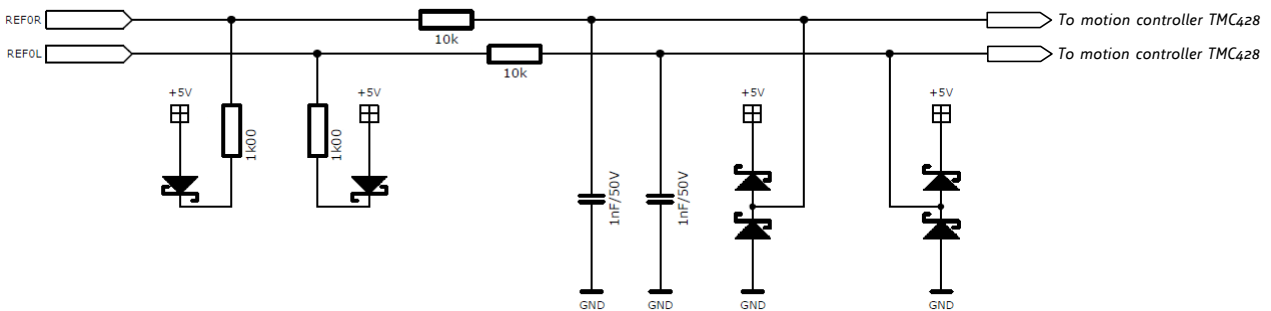 REF0R
10k
To motion controller TMC428
REF0L
10k
To motion controller TMC428
+5V
1k00
1k00
+5V
1nF/50V
1nF/50V
+5V
+5V
GND
GND
GND
GND